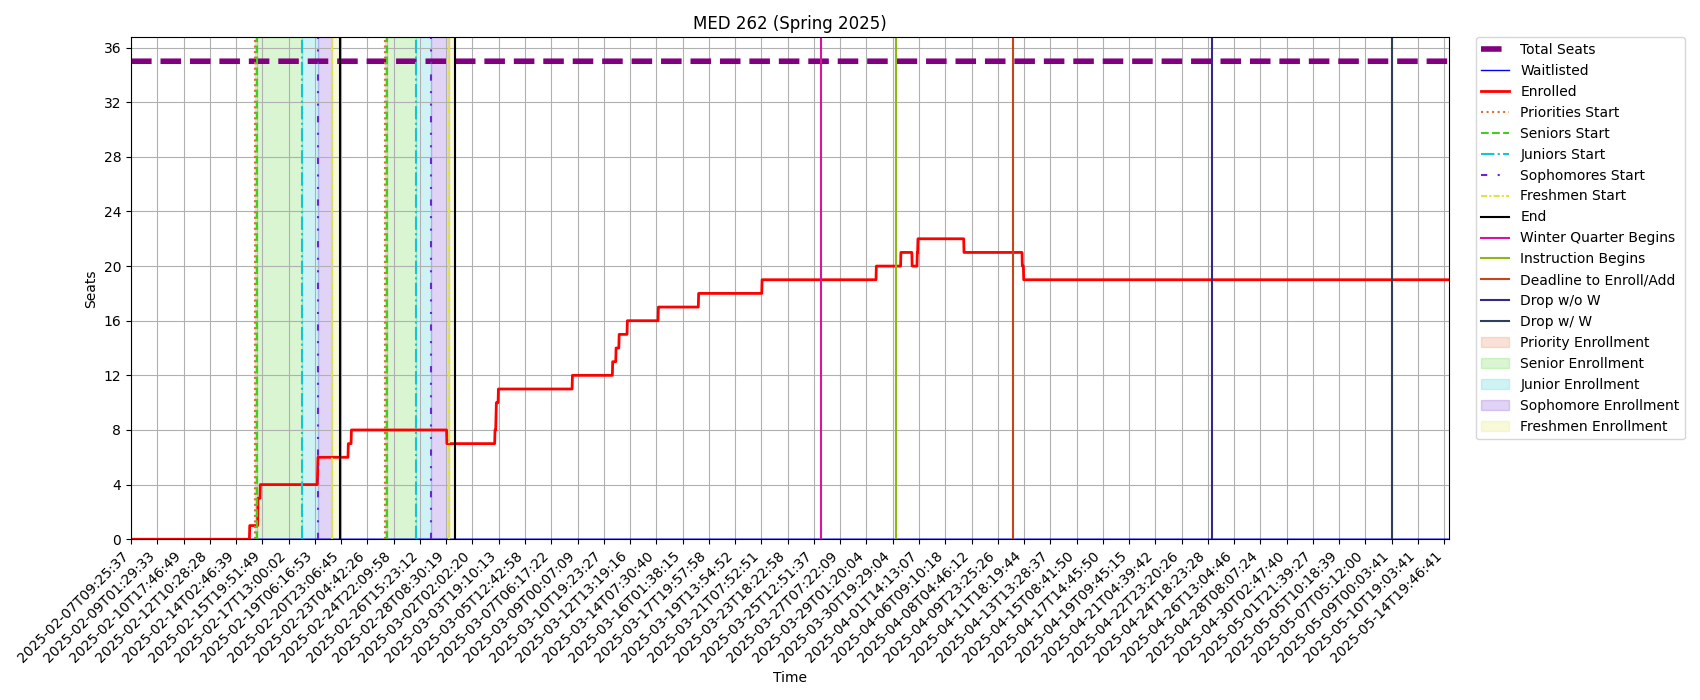 MED 262 (Spring 2025)
36
32
28
24
20
16
12
8
4
0
Seats
2025-02-07T09:25:37
2025-02-09T01:29:33
2025-02-10T17:46:49
2025-02-12T10:28:28
2025-02-14T02:46:39
2025-02-15T19:51:49
2025-02-17T13:00:02
2025-02-19T06:16:53
2025-02-20T23:06:45
2025-02-23T04:42:26
2025-02-24T22:09:58
2025-02-26T15:23:12
2025-02-28T08:30:19
2025-03-03T02:02:20
2025-03-03T19:10:13
2025-03-05T12:42:58
2025-03-07T06:17:22
2025-03-09T00:07:09
2025-03-10T19:23:27
2025-03-12T13:19:16
2025-03-14T07:30:40
2025-03-16T01:38:15
2025-03-17T19:57:58
2025-03-19T13:54:52
2025-03-21T07:52:51
2025-03-23T18:22:58
2025-03-25T12:51:37
2025-03-27T07:22:09
2025-03-29T01:20:04
2025-03-30T19:29:04
2025-04-01T14:13:07
2025-04-06T09:10:18
2025-04-08T04:46:12
2025-04-09T23:25:26
2025-04-11T18:19:44
2025-04-13T13:28:37
2025-04-15T08:41:50
2025-04-17T14:45:50
2025-04-19T09:45:15
2025-04-21T04:39:42
2025-04-22T23:20:26
2025-04-24T18:23:28
2025-04-26T13:04:46
2025-04-28T08:07:24
2025-04-30T02:47:40
2025-05-01T21:39:27
2025-05-05T10:18:39
2025-05-07T05:12:00
2025-05-09T00:03:41
2025-05-10T19:03:41
2025-05-14T19:46:41
Time
Total Seats
Waitlisted
Enrolled
Priorities Start
Seniors Start
Juniors Start
Sophomores Start
Freshmen Start
End
Winter Quarter Begins
Instruction Begins
Deadline to Enroll/Add
Drop w/o W
Drop w/ W
Priority Enrollment
Senior Enrollment
Junior Enrollment
Sophomore Enrollment
Freshmen Enrollment